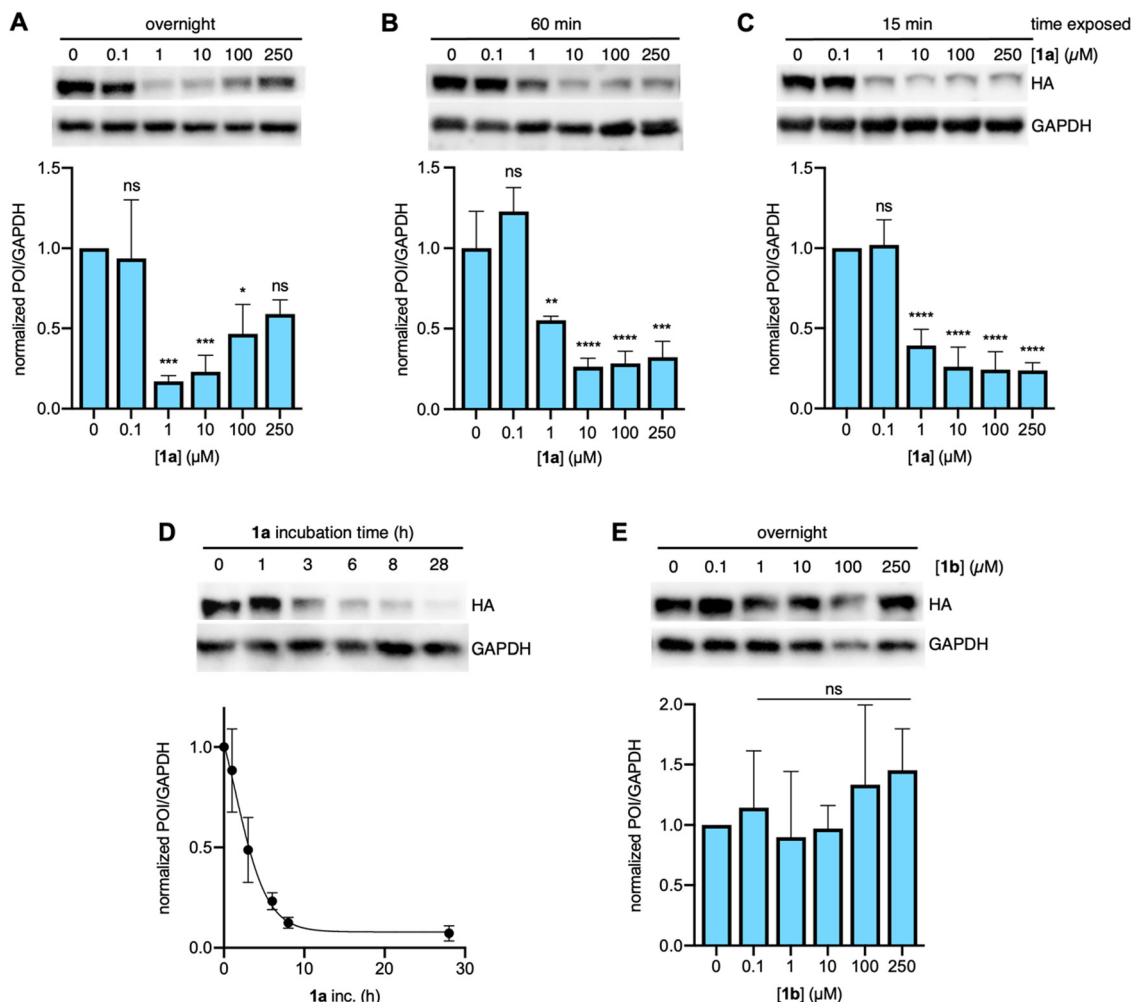 A
overnight
0 0.1 1 10 100 250
1.5
1.0
0.5
0.0
normalized POI/GAPDH
ns
***
***
*
ns
0 0.1 1 10 100 250
[1a] (µM)
B
60 min
0 0.1 1 10 100 250
1.5
1.0
0.5
0.0
normalized POI/GAPDH
ns
**
****
****
***
0 0.1 1 10 100 250
[1a] (µM)
C
15 min
time exposed
0 0.1 1 10 100 250
[1a] (µM)
HA
GAPDH
1.5
1.0
0.5
0.0
normalized POI/GAPDH
ns
****
****
****
****
0 0.1 1 10 100 250
[1a] (µM)
D
1a incubation time (h)
0 1 3 6 8 28
HA
GAPDH
normalized POI/GAPDH
1.0
0.5
0.0
0 10 20 30
1a inc. (h)
E
overnight
0 0.1 1 10 100 250
[1b] (µM)
HA
GAPDH
ns
normalized POI/GAPDH
2.0
1.5
1.0
0.5
0.0
0 0.1 1 10 100 250
[1b] (µM)